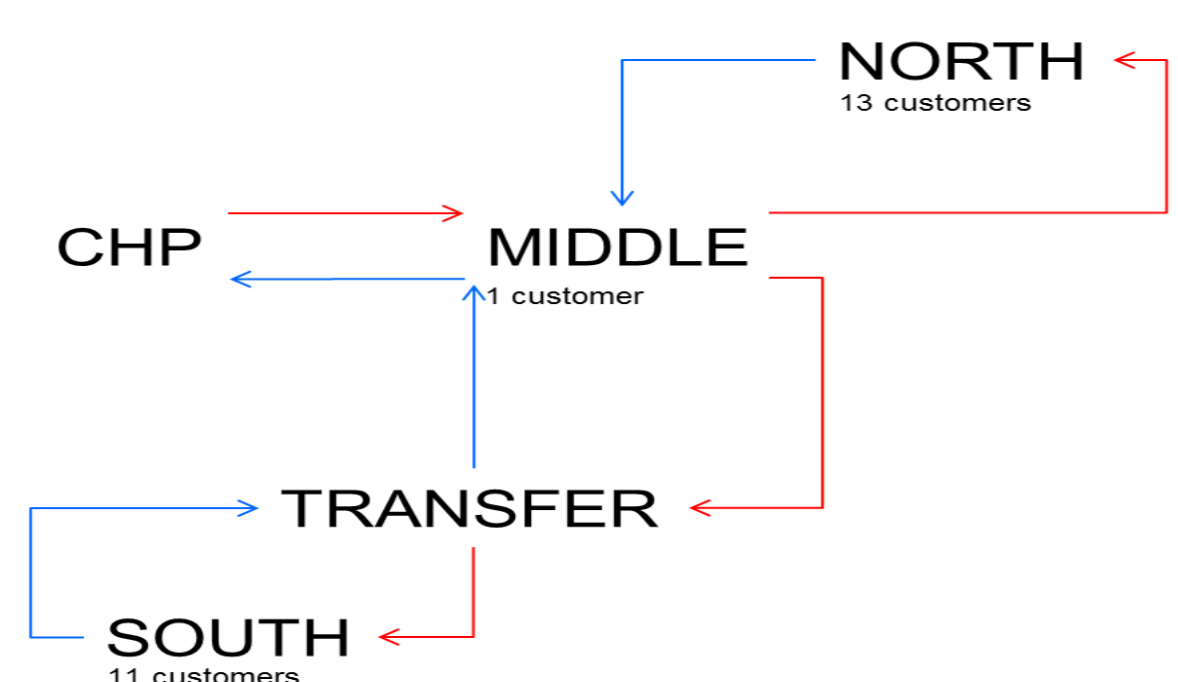 NORTH
13 customers
CHP
MIDDLE
1 customer
TRANSFER
SOUTH
11 customers